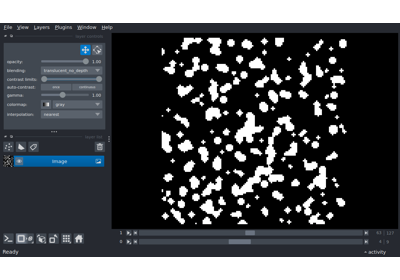 File View Layers Plugins Window Help
opacity: 1.00
blending: translucent_no_depth
contrast limits:
auto-contrast: once continuous
gamma: 1.00
colormap: gray
interpolation: nearest
Image
1
0
Ready
activity